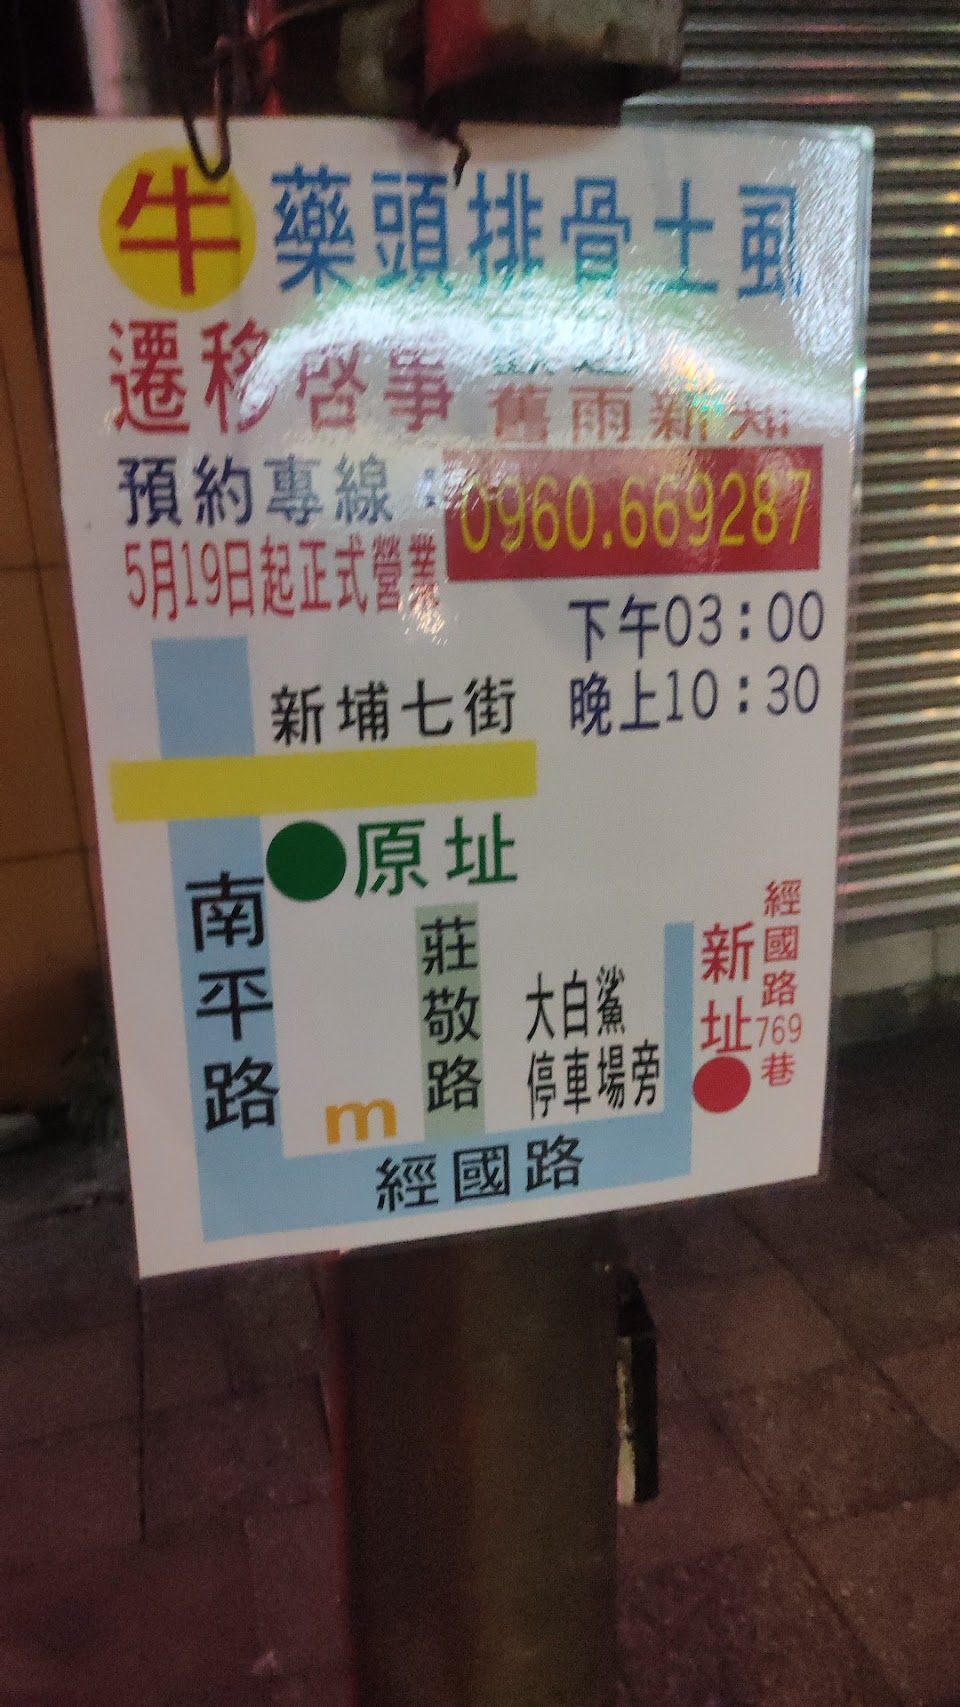 牛 藥頭排骨土虱
遷移啓事 歡迎
舊雨新知
預約專線：0960.669287
5月19日起正式營業
下午03：00
晚上10：30
新埔七街
原址
南平路
莊敬路
大白鯊
停車場旁
新址
經國路769巷
m
經國路